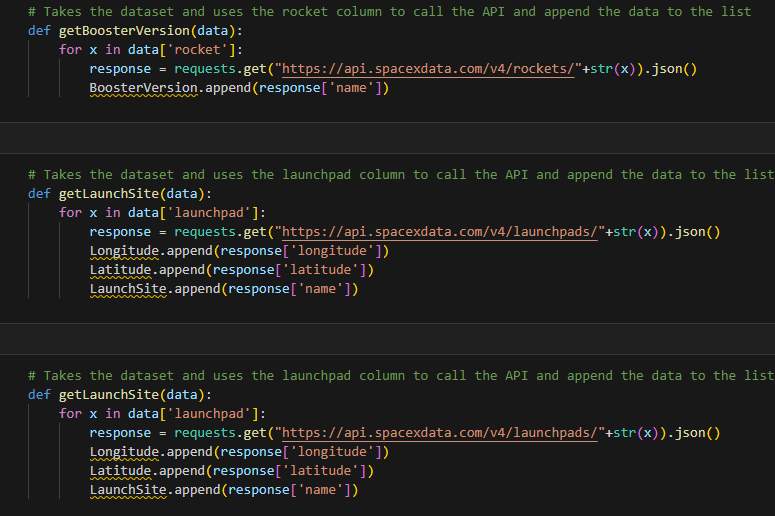 # Takes the dataset and uses the rocket column to call the API and append the data to the list
def getBoosterVersion(data):
    for x in data['rocket']:
        response = requests.get("https://api.spacexdata.com/v4/rockets/"+str(x)).json()
        BoosterVersion.append(response['name'])
# Takes the dataset and uses the launchpad column to call the API and append the data to the list
def getLaunchSite(data):
    for x in data['launchpad']:
        response = requests.get("https://api.spacexdata.com/v4/launchpads/"+str(x)).json()
        Longitude.append(response['longitude'])
        Latitude.append(response['latitude'])
        LaunchSite.append(response['name'])
# Takes the dataset and uses the launchpad column to call the API and append the data to the list
def getLaunchSite(data):
    for x in data['launchpad']:
        response = requests.get("https://api.spacexdata.com/v4/launchpads/"+str(x)).json()
        Longitude.append(response['longitude'])
        Latitude.append(response['latitude'])
        LaunchSite.append(response['name'])